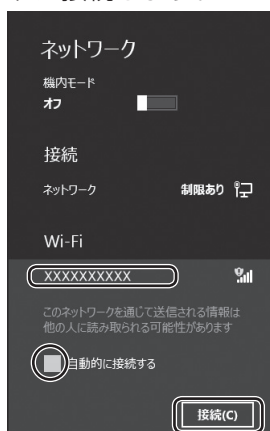 ネットワーク
機内モード
オフ
接続
ネットワーク 制限あり
Wi-Fi
XXXXXXXXXX
このネットワークを通じて送信される情報は
他の人に読み取られる可能性があります
自動的に接続する
接続(C)